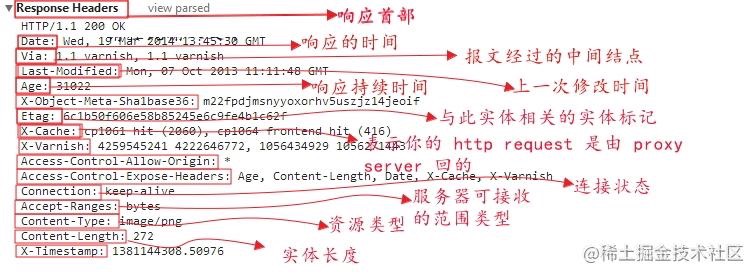 Response Headers view parsed 响应首部
HTTP/1.1 200 OK
Date: Wed, 19 Mar 2014 13:45:30 GMT 响应的时间
Via: 1.1 varnish, 1.1 varnish 报文经过的中间结点
Last-Modified: Mon, 07 Oct 2013 11:11:48 GMT
Age: 31022 响应持续时间 上一次修改时间
X-Object-Meta-Sha1base36: m22fpdjmsnyyoxorhv5uszjz14jeoif
Etag: 6c1b50f606e58b85245e6c9fe4b1c62f 与此实体相关的实体标记
X-Cache: cp1061 hit (2060), cp1064 frontend hit (416)
X-Varnish: 4259545241 4222646772, 1056434929 1056271443
表示你的 http request 是由 proxy
server 回的
Access-Control-Allow-Origin: *
Access-Control-Expose-Headers: Age, Content-Length, Date, X-Cache, X-Varnish
Connection: keep-alive 连接状态
Accept-Ranges: bytes 服务器可接收
的范围类型
Content-Type: image/png 资源类型
Content-Length: 272
X-Timestamp: 1381144308.50976 实体长度
@稀土掘金技术社区